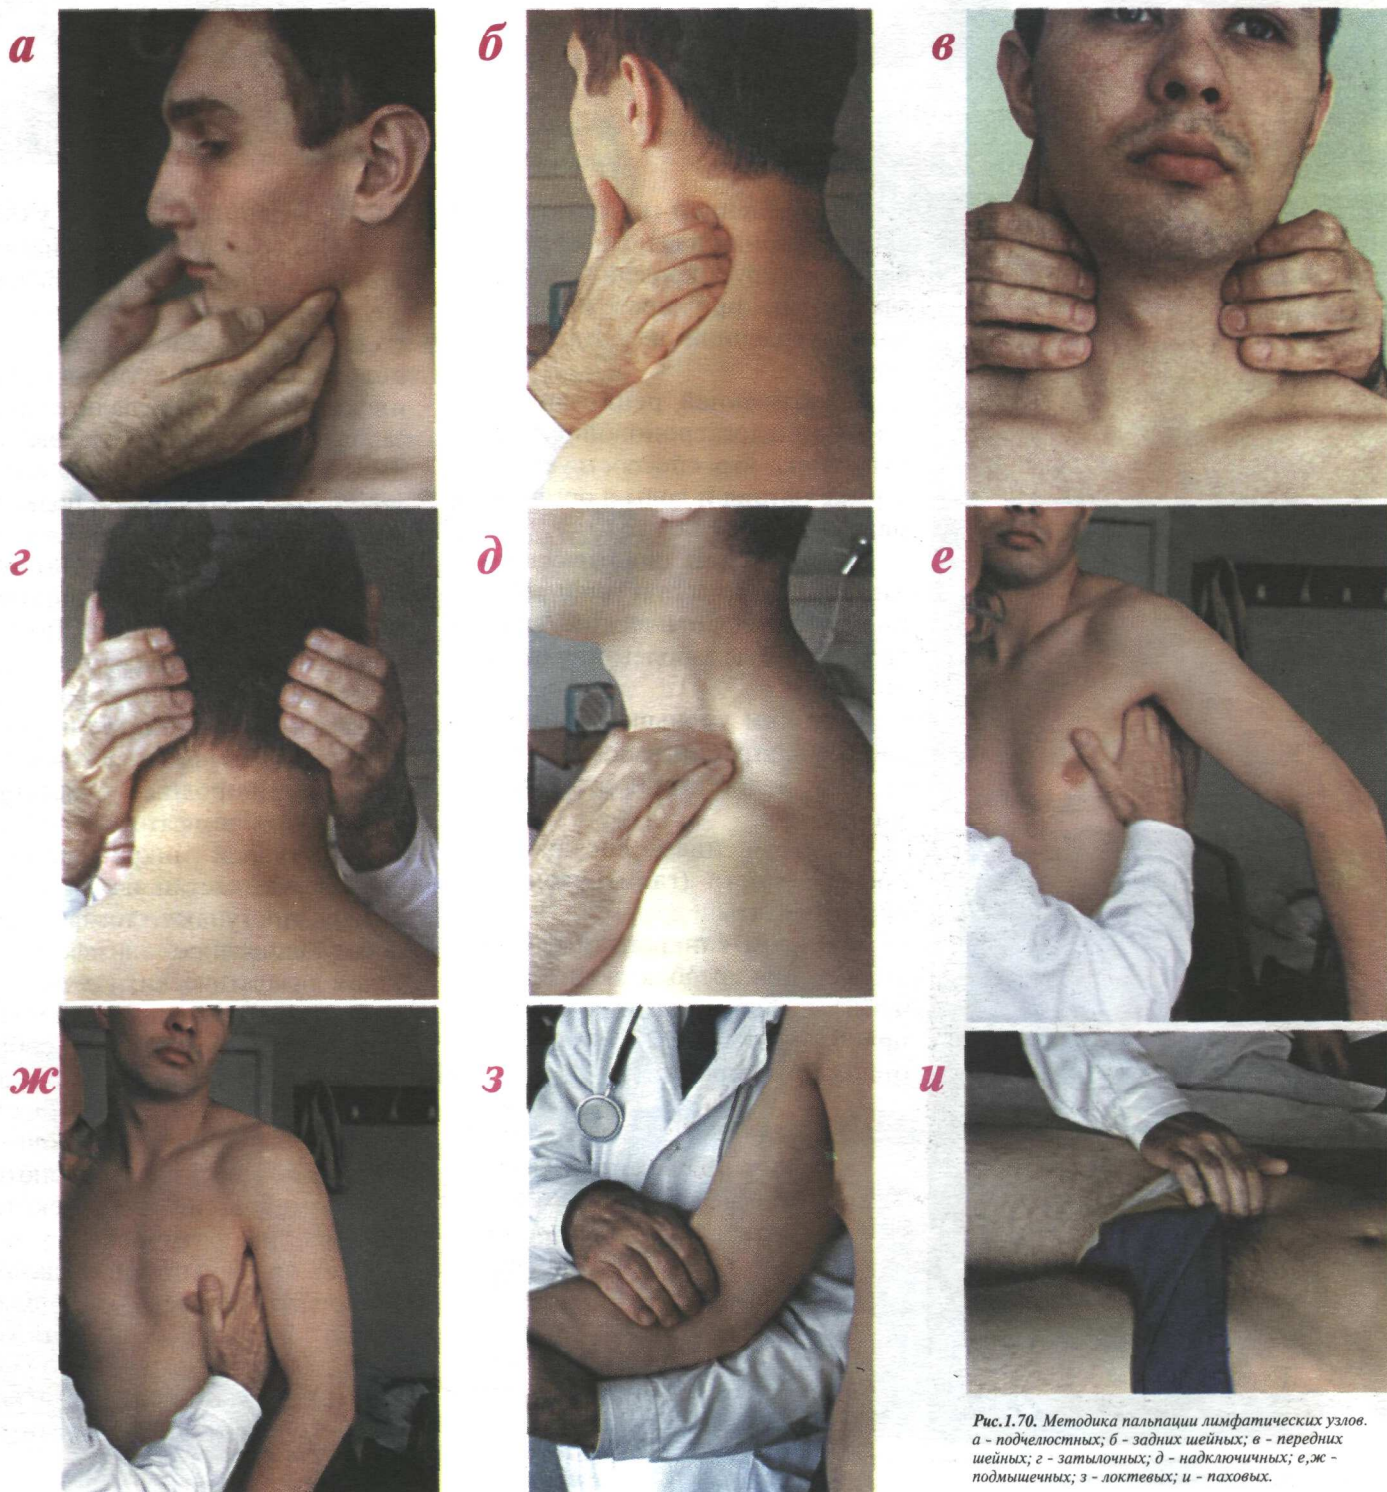 а
б
в
г
д
е
ж
з
и
Рис.1.70. Методика пальпации лимфатических узлов.
а - подчелюстных; б - задних шейных; в - передних
шейных; г - затылочных; д - надключичных; е,ж -
подмышечных; з - локтевых; и - паховых.